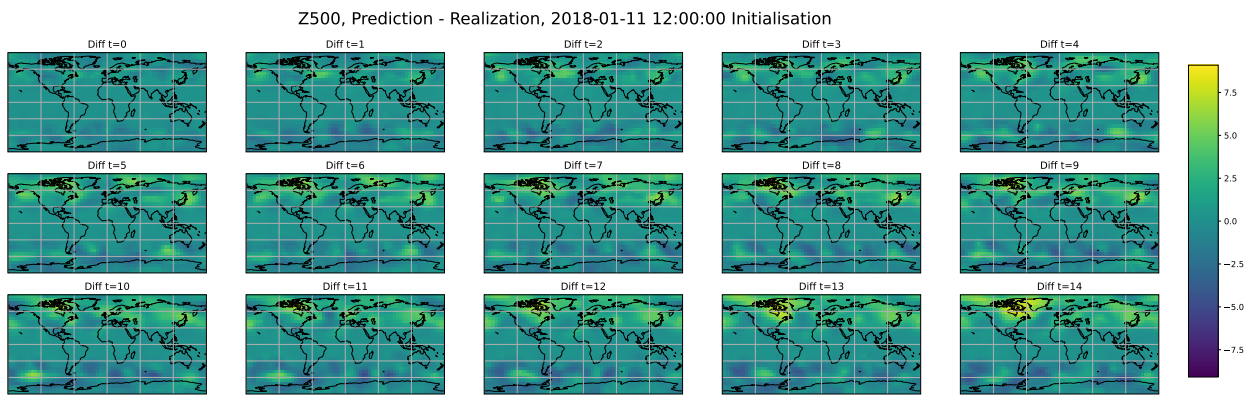 Z500, Prediction - Realization, 2018-01-11 12:00:00 Initialisation
Diff t=0
Diff t=1
Diff t=2
Diff t=3
Diff t=4
Diff t=5
Diff t=6
Diff t=7
Diff t=8
Diff t=9
Diff t=10
Diff t=11
Diff t=12
Diff t=13
Diff t=14
7.5
5.0
2.5
0.0
−2.5
−5.0
−7.5